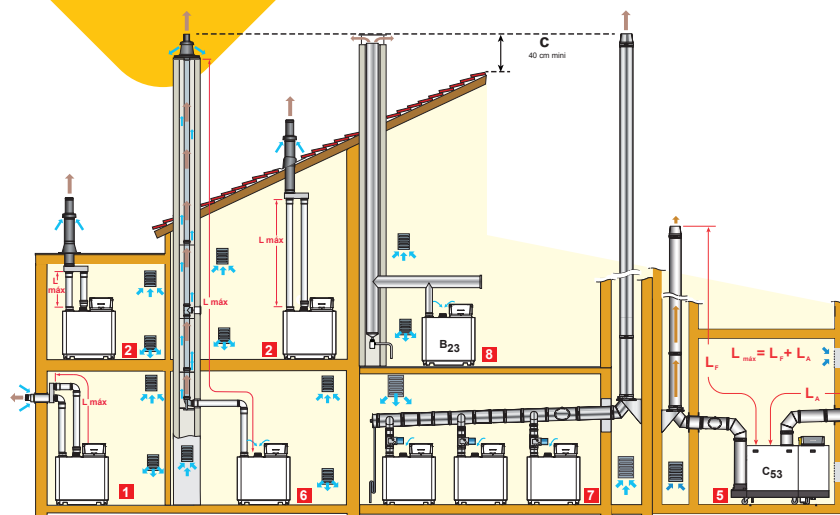 C
40 cm mini
L máx
L
máx
2
L máx
2
B23
8
L máx
1
6
7
LF
L máx = LF + LA
LA
C53
5